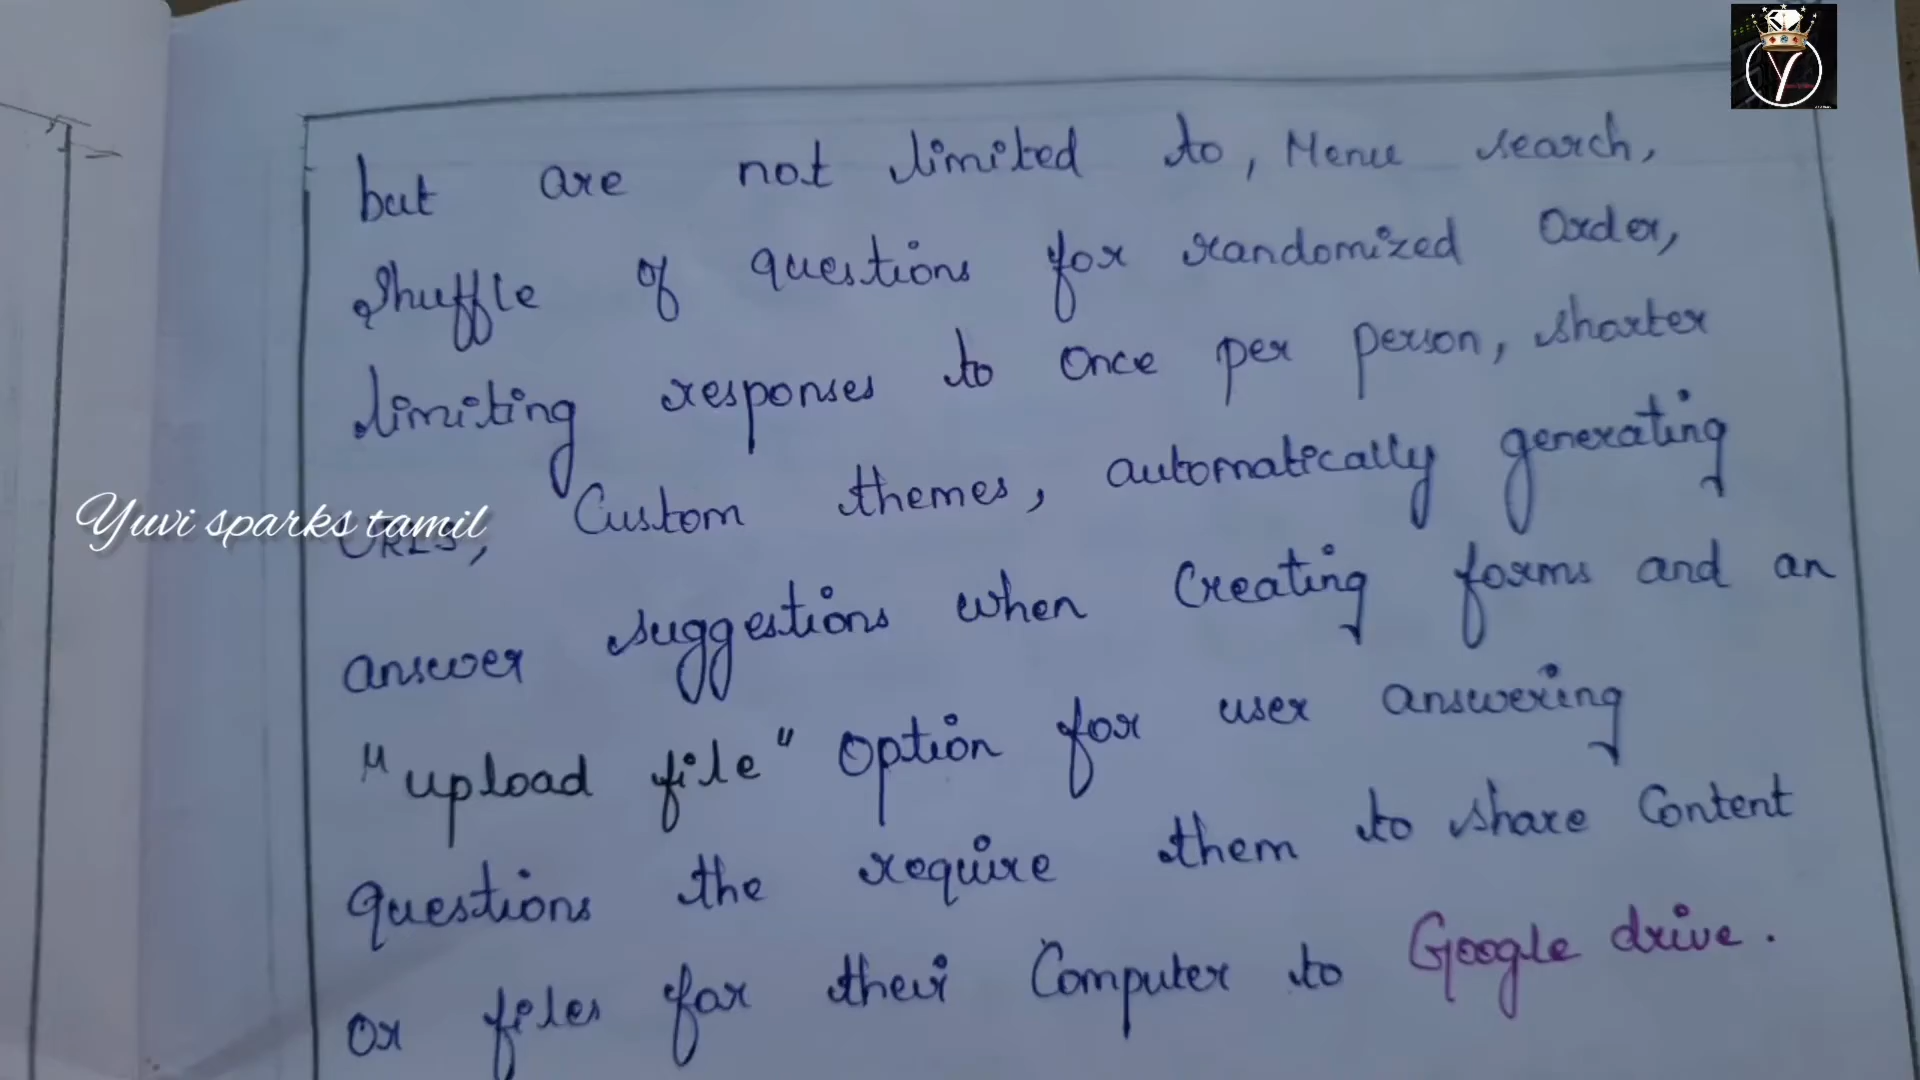 but are not limited to, Menu search,
shuffle of questions for randomized Order,
limiting responses to Once per person, shorter
Yuvi sparks tamil
URLS, Custom themes, automatically generating
answer suggestions when Creating forms and an
"upload file" Option for user answering
questions the require them to share Content
or files for their Computer to Google drive.
Y